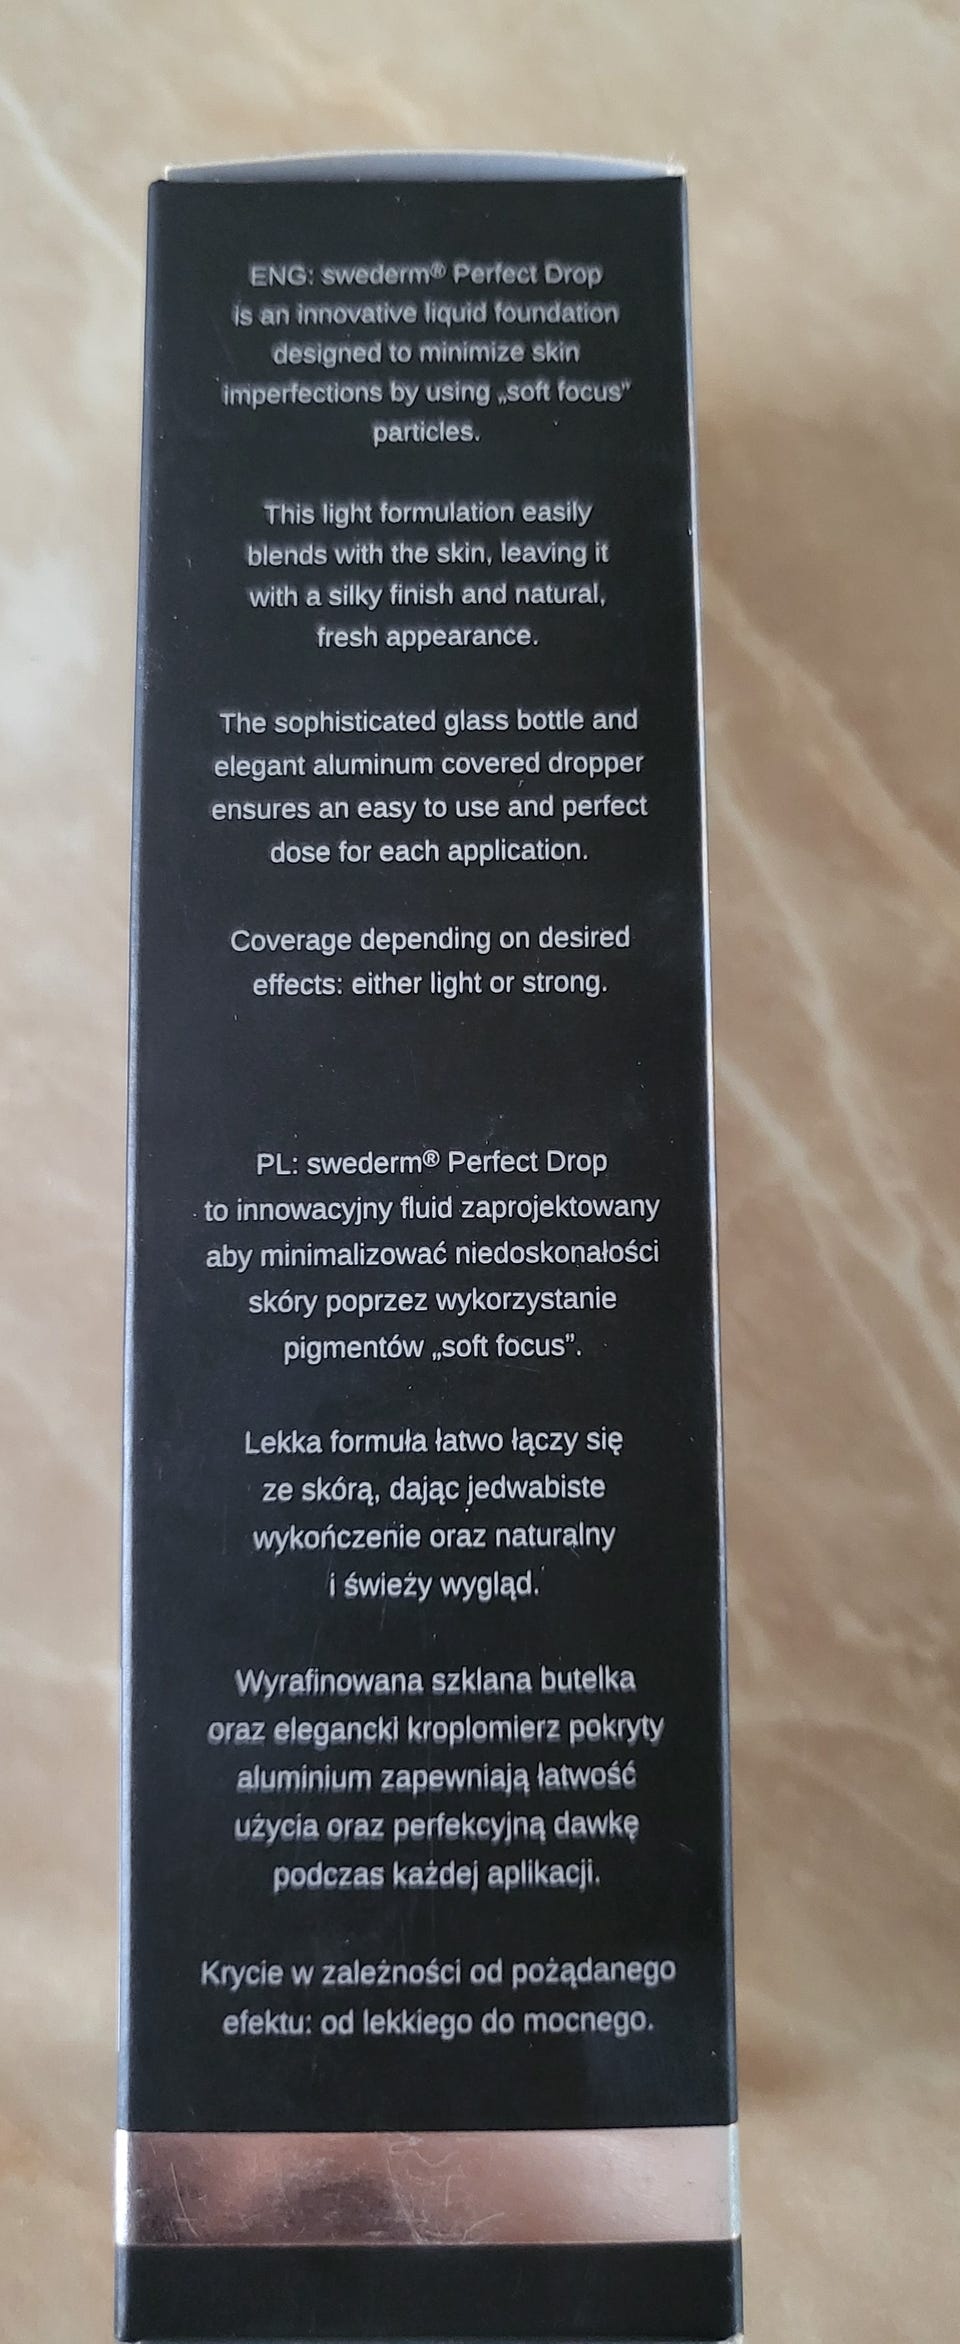 ENG: swederm® Perfect Drop
is an innovative liquid foundation
designed to minimize skin
imperfections by using „soft focus”
particles.
This light formulation easily
blends with the skin, leaving it
with a silky finish and natural,
fresh appearance.
The sophisticated glass bottle and
elegant aluminum covered dropper
ensures an easy to use and perfect
dose for each application.
Coverage depending on desired
effects: either light or strong.
PL: swederm® Perfect Drop
to innowacyjny fluid zaprojektowany
aby minimalizować niedoskonałości
skóry poprzez wykorzystanie
pigmentów „soft focus”.
Lekka formuła łatwo łączy się
ze skórą, dając jedwabiste
wykończenie oraz naturalny
i świeży wygląd.
Wyrafinowana szklana butelka
oraz elegancki kroplomierz pokryty
aluminium zapewniają łatwość
użycia oraz perfekcyjną dawkę
podczas każdej aplikacji.
Krycie w zależności od pożądanego
efektu: od lekkiego do mocnego.